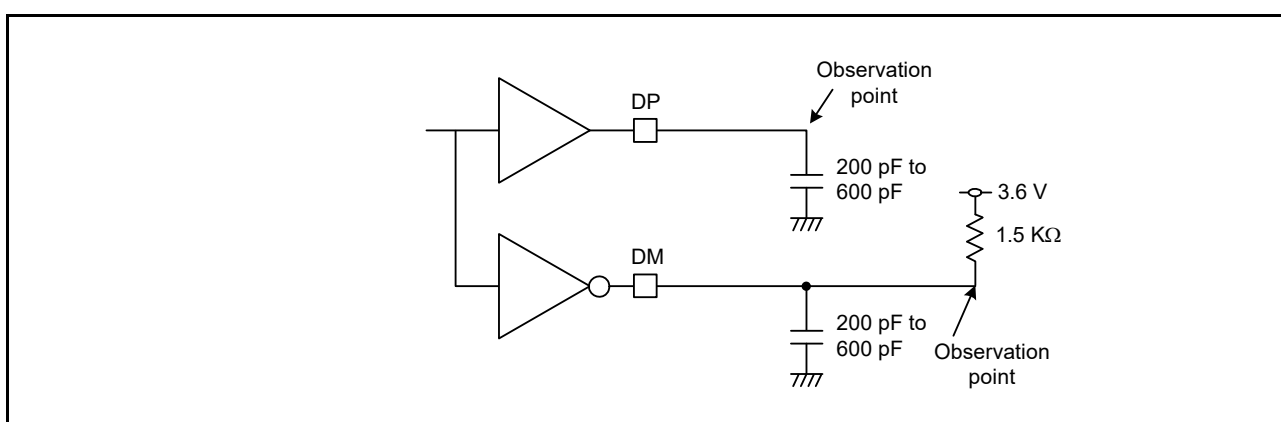 Observation
point
DP
200 pF to
600 pF
3.6 V
1.5 KΩ
DM
200 pF to
600 pF
Observation
point